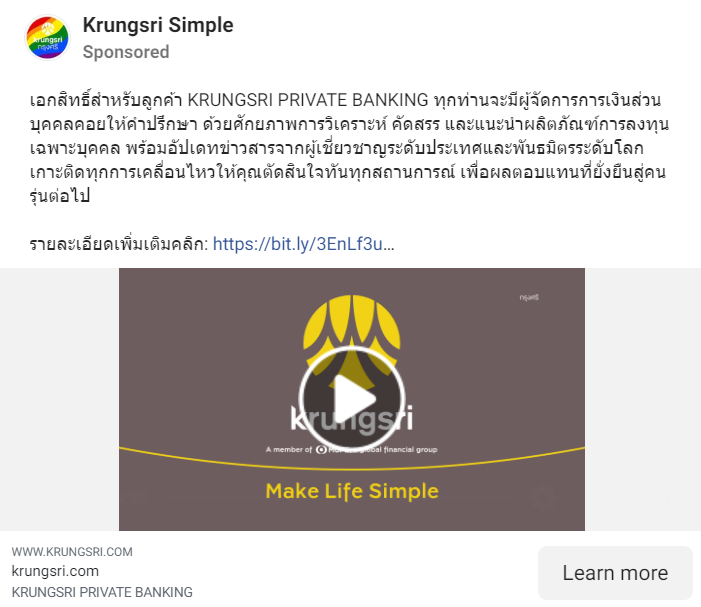 Krungsri Simple
Sponsored
krungsri
กรุงศรี
เอกสิทธิ์สำหรับลูกค้า KRUNGSRI PRIVATE BANKING ทุกท่านจะมีผู้จัดการการเงินส่วน
บุคคลคอยให้คำปรึกษา ด้วยศักยภาพการวิเคราะห์ คัดสรร และแนะนำผลิตภัณฑ์การลงทุน
เฉพาะบุคคล พร้อมอัปเดทข่าวสารจากผู้เชี่ยวชาญระดับประเทศและพันธมิตรระดับโลก
เกาะติดทุกการเคลื่อนไหวให้คุณตัดสินใจทันทุกสถานการณ์ เพื่อผลตอบแทนที่ยั่งยืนสู่คน
รุ่นต่อไป
รายละเอียดเพิ่มเติมคลิก: https://bit.ly/3EnLf3u...
กรุงศรี
krungsri
A member of global financial group
Make Life Simple
WWW.KRUNGSRI.COM
krungsri.com
KRUNGSRI PRIVATE BANKING
Learn more